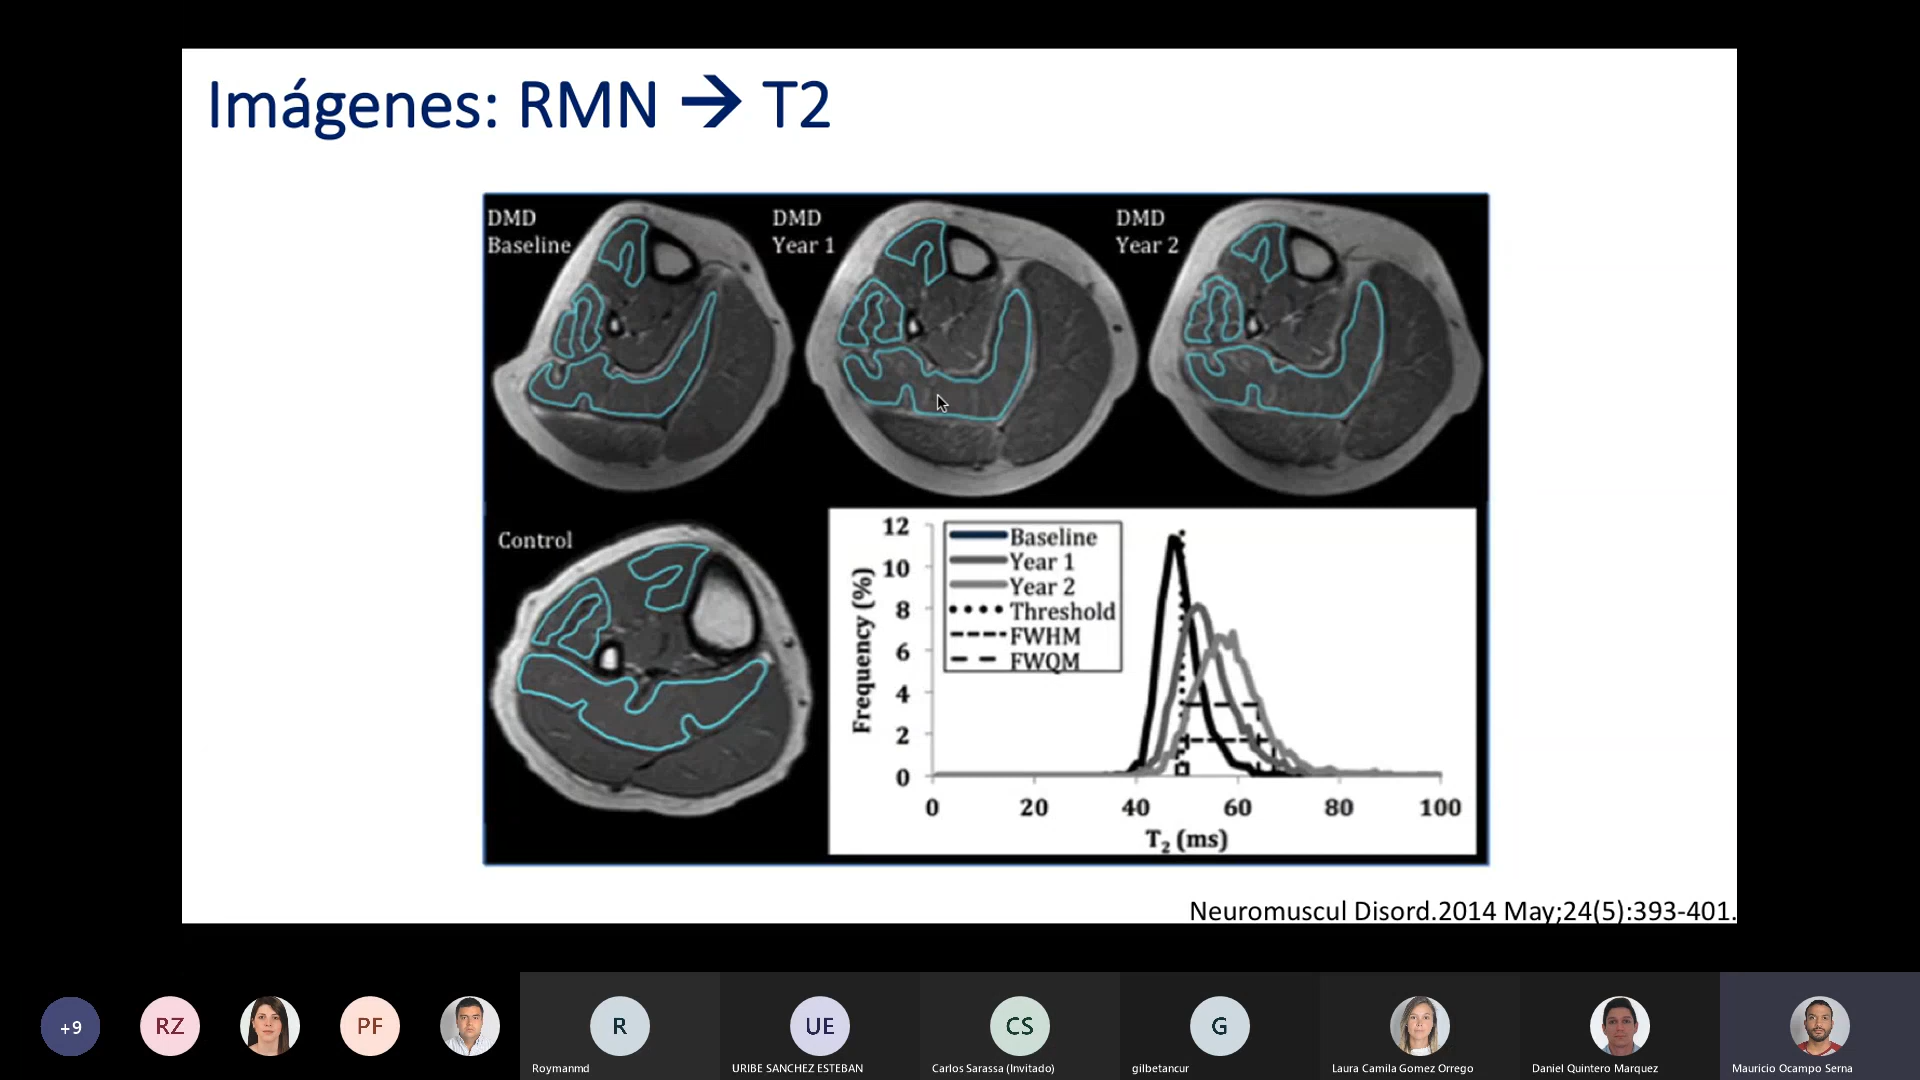 Imágenes: RMN → T2
DMD
Baseline
DMD
Year 1
DMD
Year 2
Control
12
10
8
6
4
2
0
Frequency (%)
Baseline
Year 1
Year 2
Threshold
FWHM
FWQM
0 20 40 60 80 100
T₂ (ms)
Neuromuscul Disord.2014 May;24(5):393-401.
+9
RZ
PF
R
UE
CS
G
Roymanmd
URIBE SANCHEZ ESTEBAN
Carlos Sarassa (Invitado)
gilbetancur
Laura Camila Gomez Orrego
Daniel Quintero Marquez
Mauricio Ocampo Serna